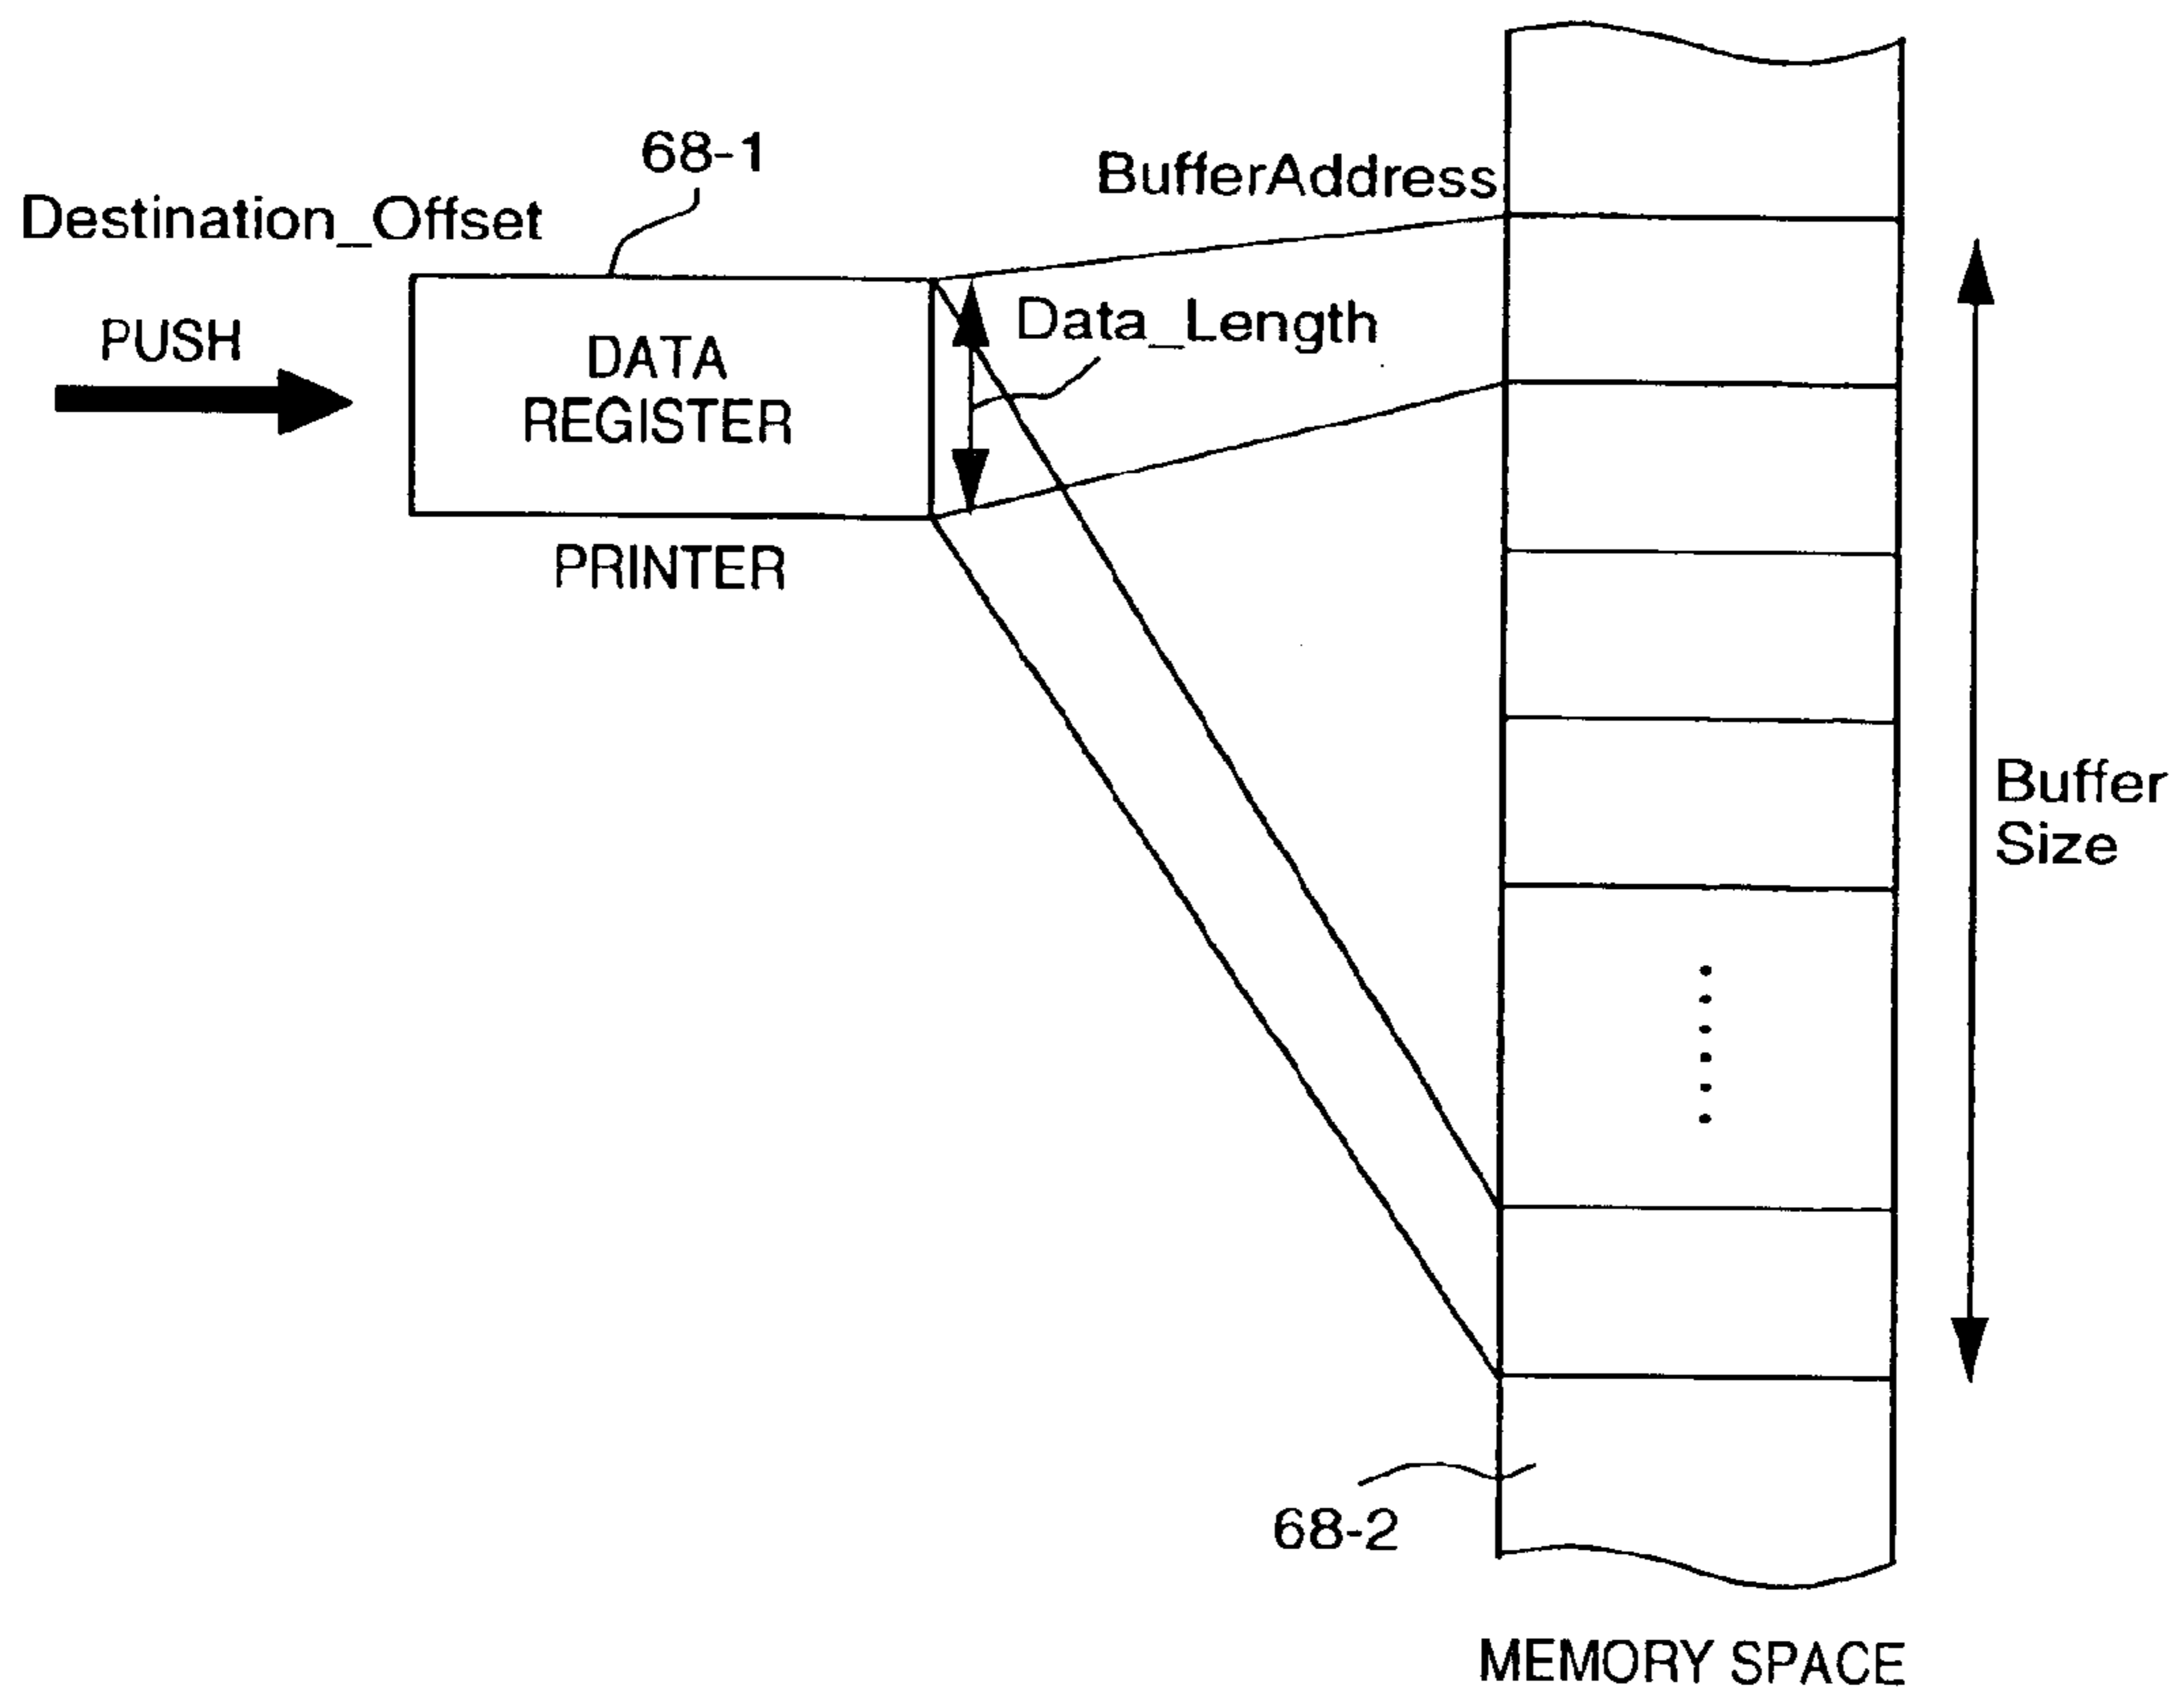 68-1
BufferAddress
Destination_Offset
PUSH
Data_Length
DATA
REGISTER
PRINTER
Buffer
Size
68-2
MEMORY SPACE